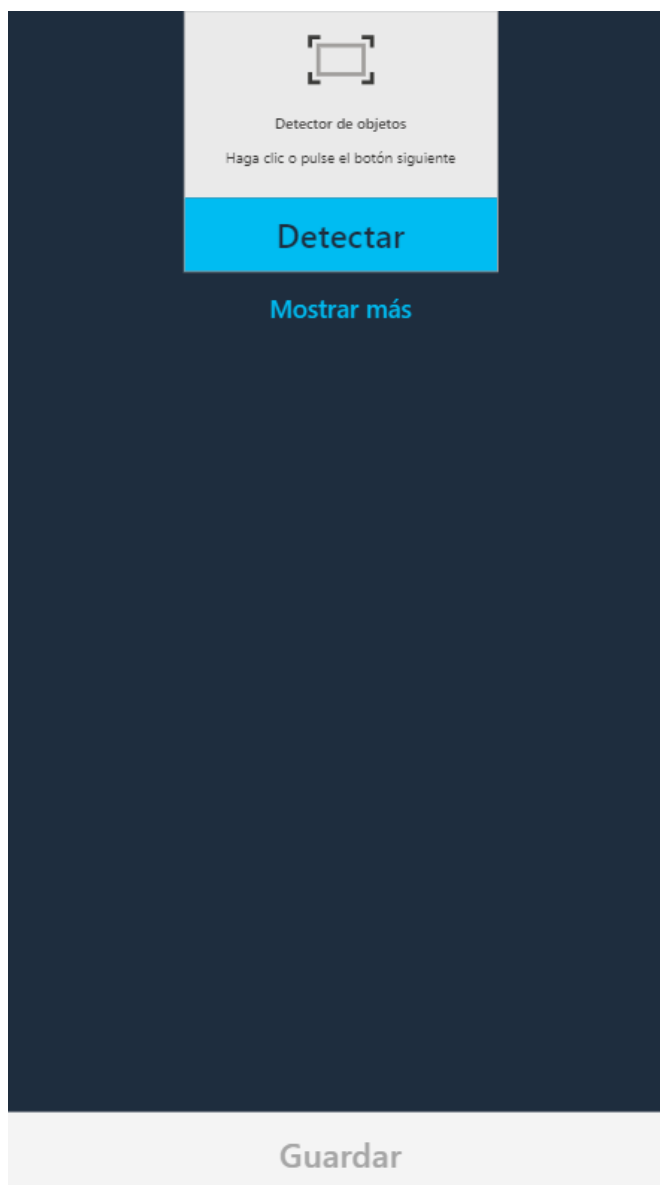 Detector de objetos
Haga clic o pulse el botón siguiente
Detectar
Mostrar más
Guardar